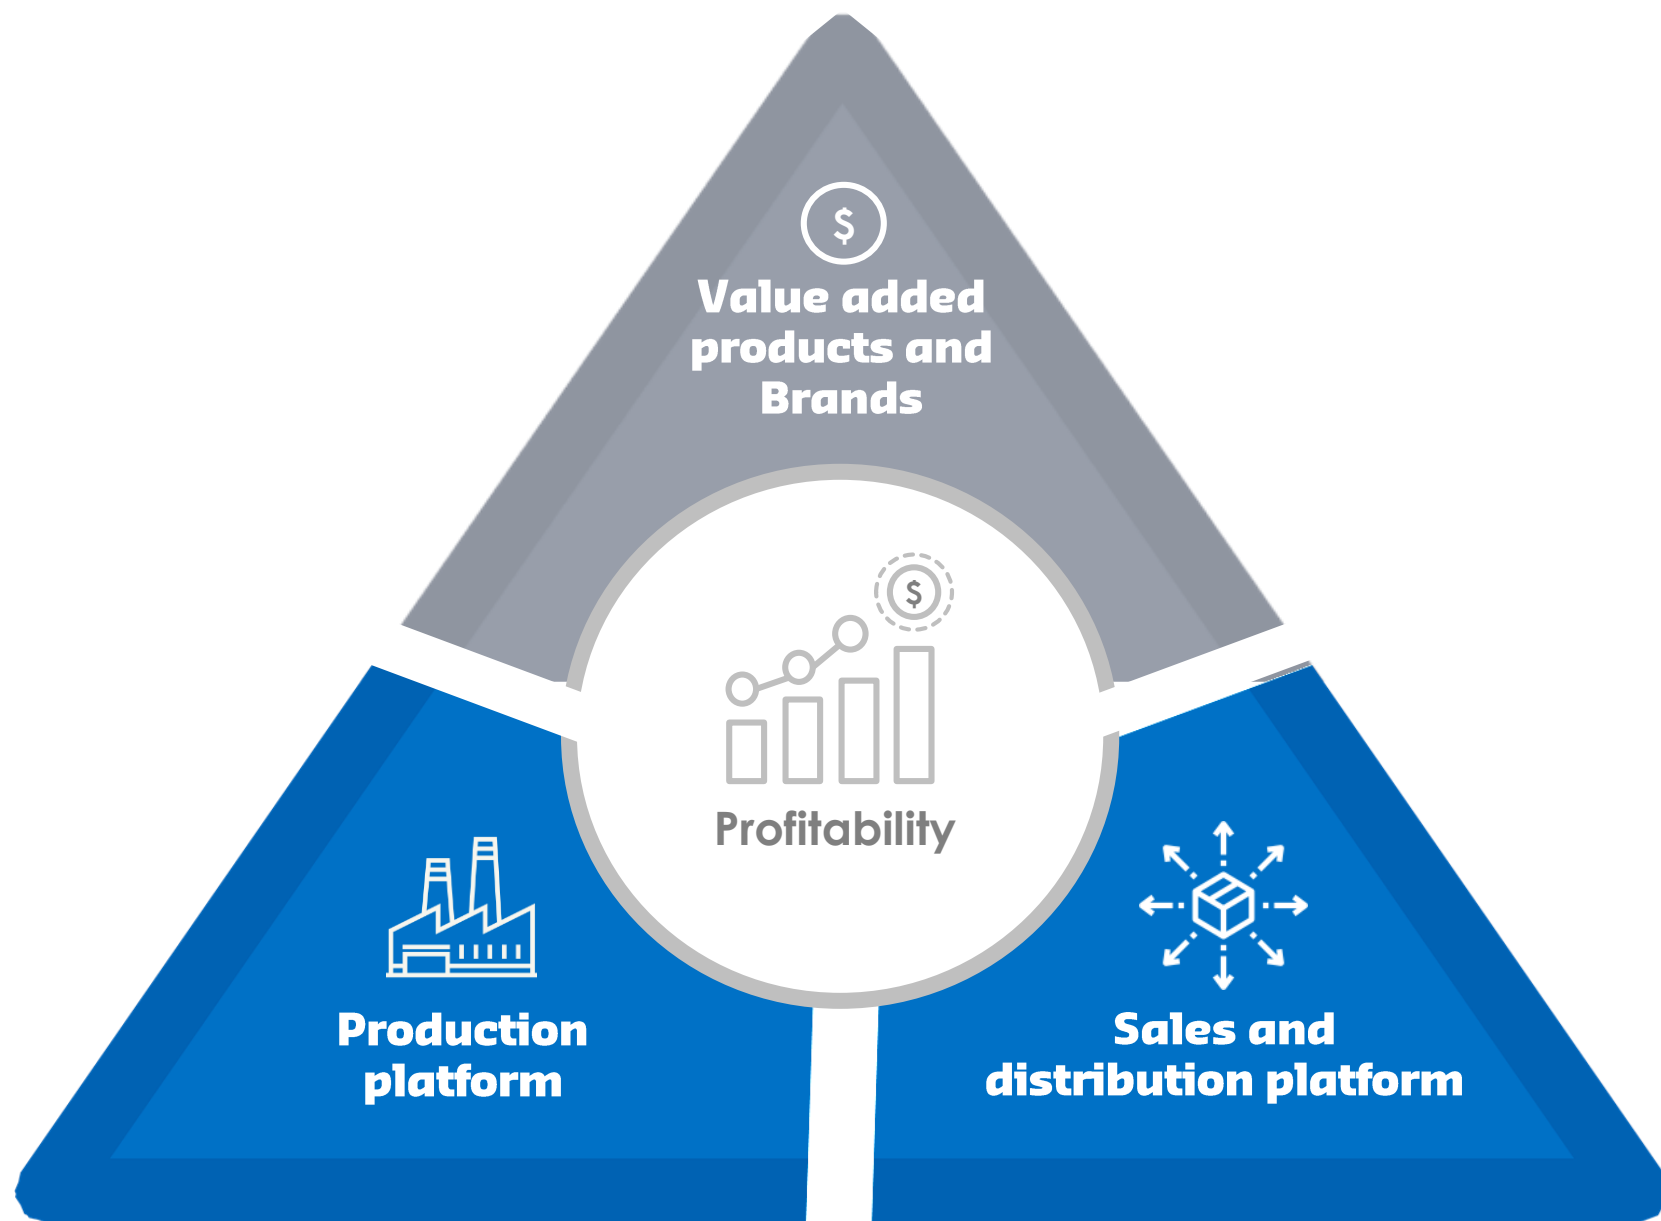 $
Value added
products and
Brands
$
Profitability
Production
platform
Sales and
distribution platform